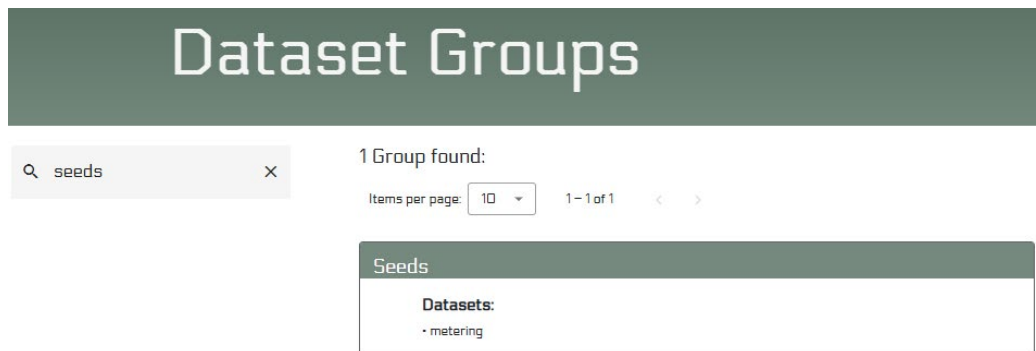 Dataset Groups
seeds
1 Group found:
Items per page: 10 1 – 1 of 1
Seeds
Datasets:
• metering